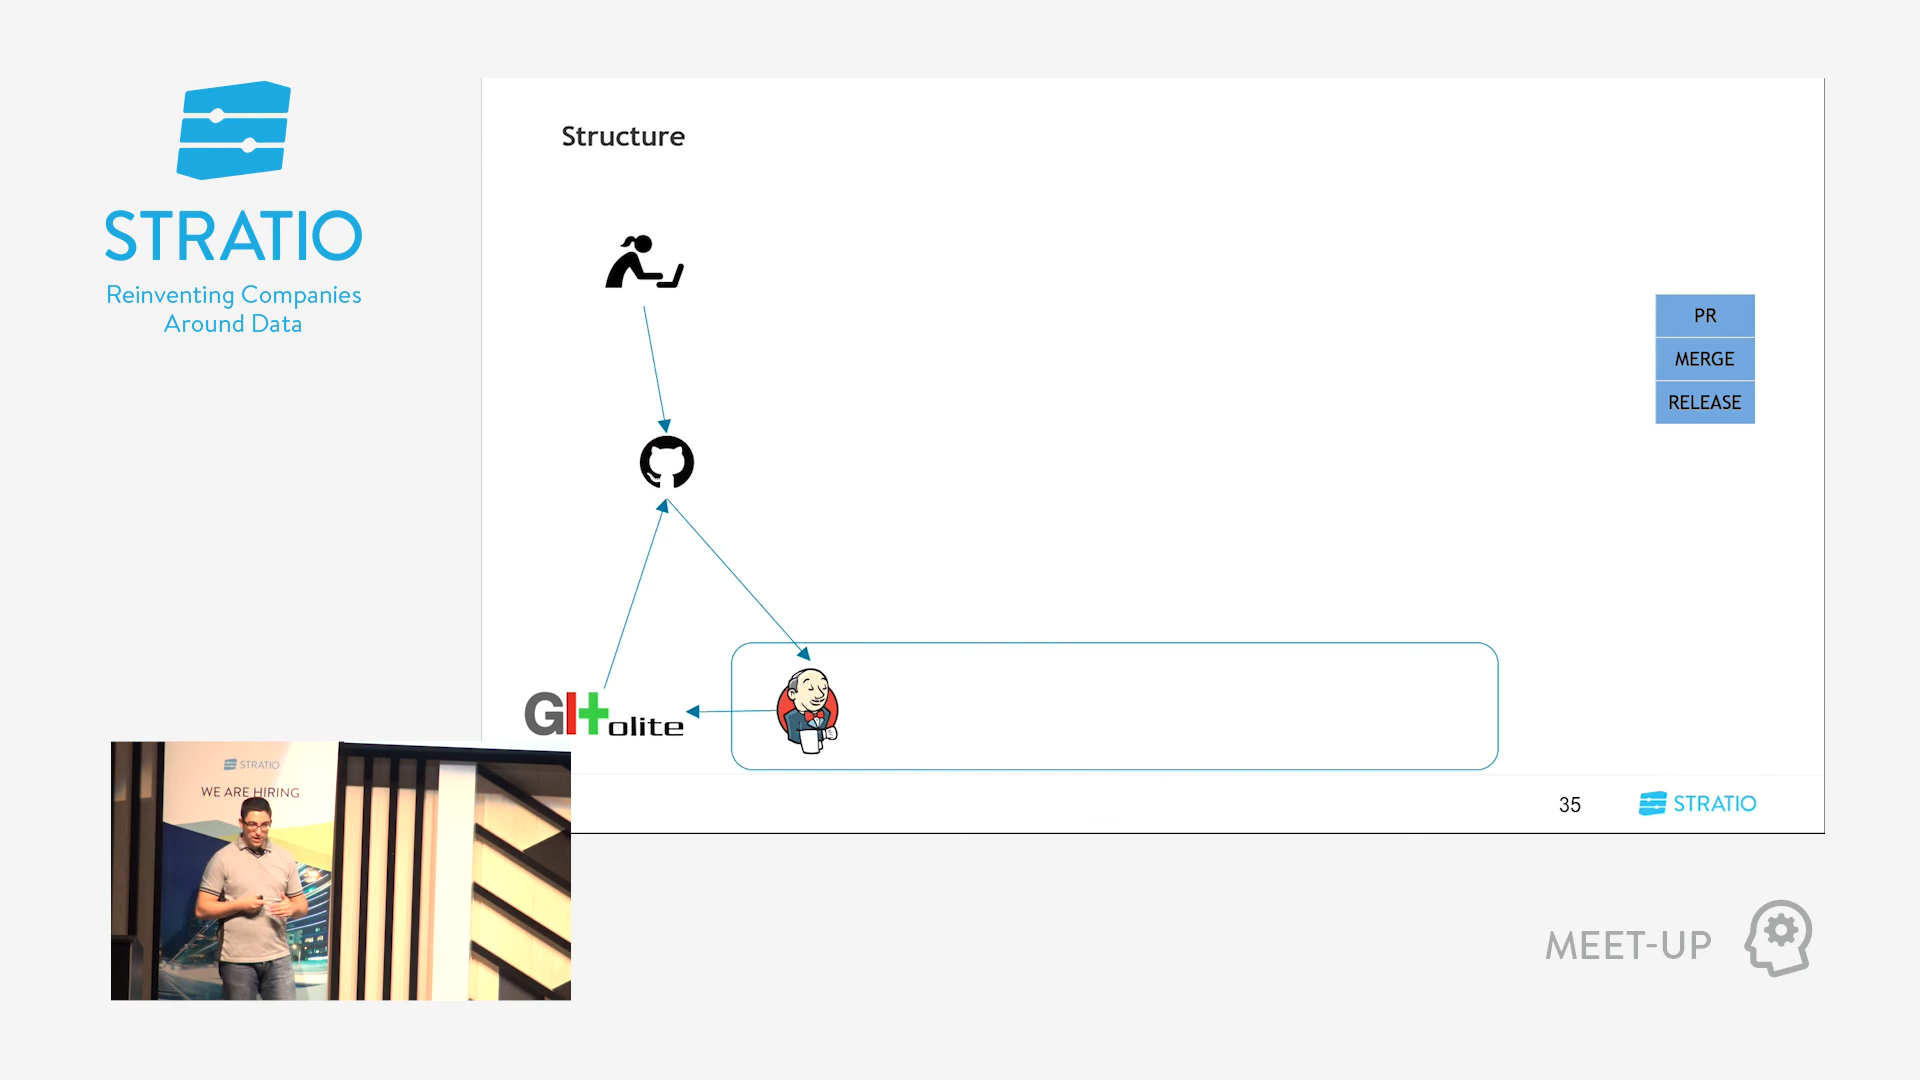 STRATIO
Reinventing Companies
Around Data
Structure
PR
MERGE
RELEASE
GIt olite
35
STRATIO
STRATIO
WE ARE HIRING
MEET-UP